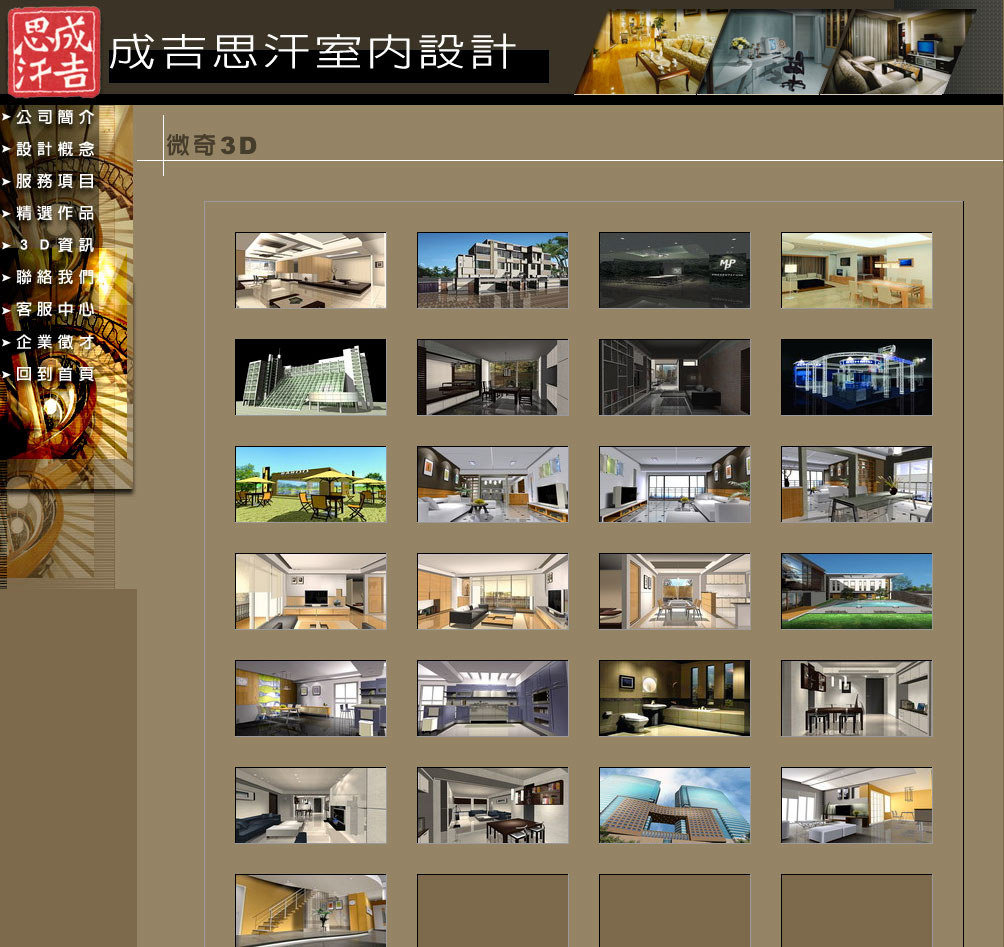 成吉思汗
成吉思汗室內設計
公司簡介
設計概念
服務項目
精選作品
3D資訊
聯絡我們
客服中心
企業徵才
回到首頁
微奇3D
MJP
PRESENTATION